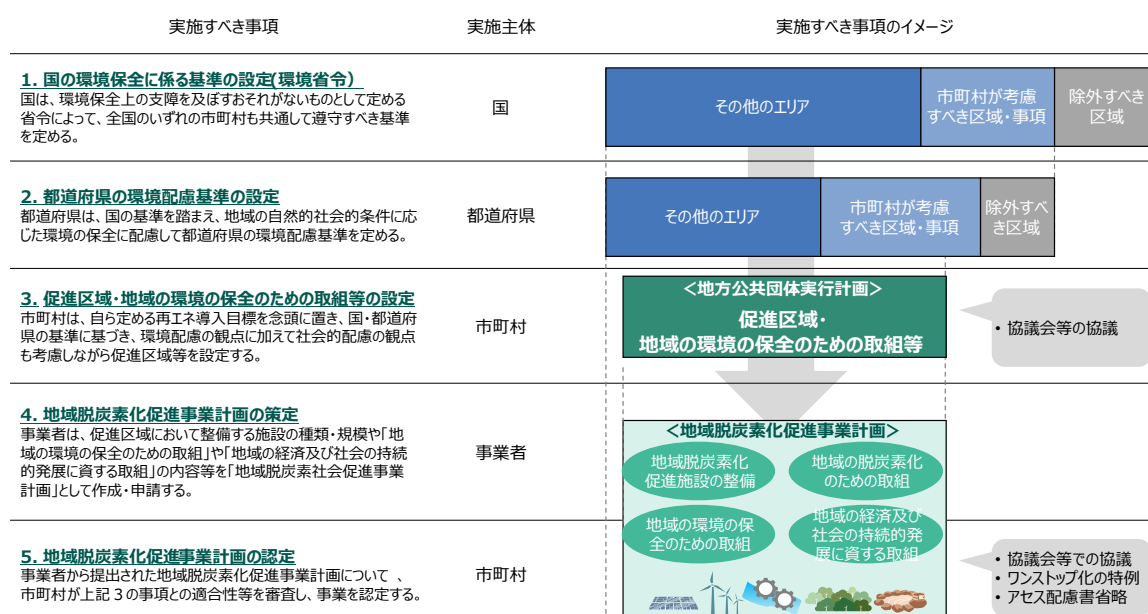 実施すべき事項
実施主体
実施すべき事項のイメージ
1. 国の環境保全に係る基準の設定(環境省令）
国は、環境保全上の支障を及ぼすおそれがないものとして定める
省令によって、全国のいずれの市町村も共通して遵守すべき基準
を定める。
国
その他のエリア
市町村が考慮
すべき区域・事項
除外すべき
区域
2. 都道府県の環境配慮基準の設定
都道府県は、国の基準を踏まえ、地域の自然的社会的条件に応
じた環境の保全に配慮して都道府県の環境配慮基準を定める。
都道府県
その他のエリア
市町村が考慮
すべき区域・事項
除外すべ
き区域
3. 促進区域・地域の環境の保全のための取組等の設定
市町村は、自ら定める再エネ導入目標を念頭に置き、国・都道府
県の基準に基づき、環境配慮の観点に加えて社会的配慮の観点
も考慮しながら促進区域等を設定する。
市町村
＜地方公共団体実行計画＞
促進区域・
地域の環境の保全のための取組等
• 協議会等の協議
4. 地域脱炭素化促進事業計画の策定
事業者は、促進区域において整備する施設の種類・規模や「地
域の環境の保全のための取組」や「地域の経済及び社会の持続
的発展に資する取組」の内容等を「地域脱炭素社会促進事業
計画」として作成・申請する。
事業者
＜地域脱炭素化促進事業計画＞
地域脱炭素化
促進施設の整備
地域の脱炭素化
のための取組
地域の環境の保
全のための取組
地域の経済及び
社会の持続的発
展に資する取組
5. 地域脱炭素化促進事業計画の認定
事業者から提出された地域脱炭素化促進事業計画について 、
市町村が上記３の事項との適合性等を審査し、事業を認定する。
市町村
• 協議会等での協議
• ワンストップ化の特例
• アセス配慮書省略